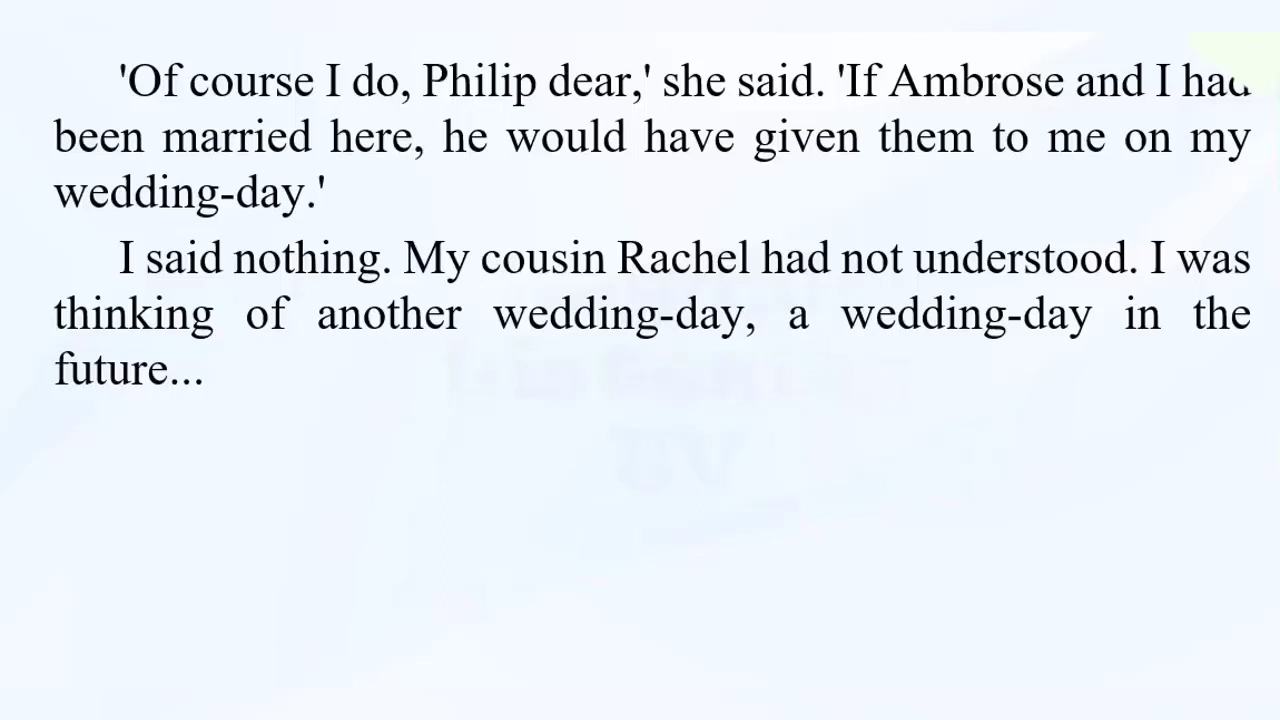 'Of course I do, Philip dear,' she said. 'If Ambrose and I had
been married here, he would have given them to me on my
wedding-day.'
I said nothing. My cousin Rachel had not understood. I was
thinking of another wedding-day, a wedding-day in the
future...